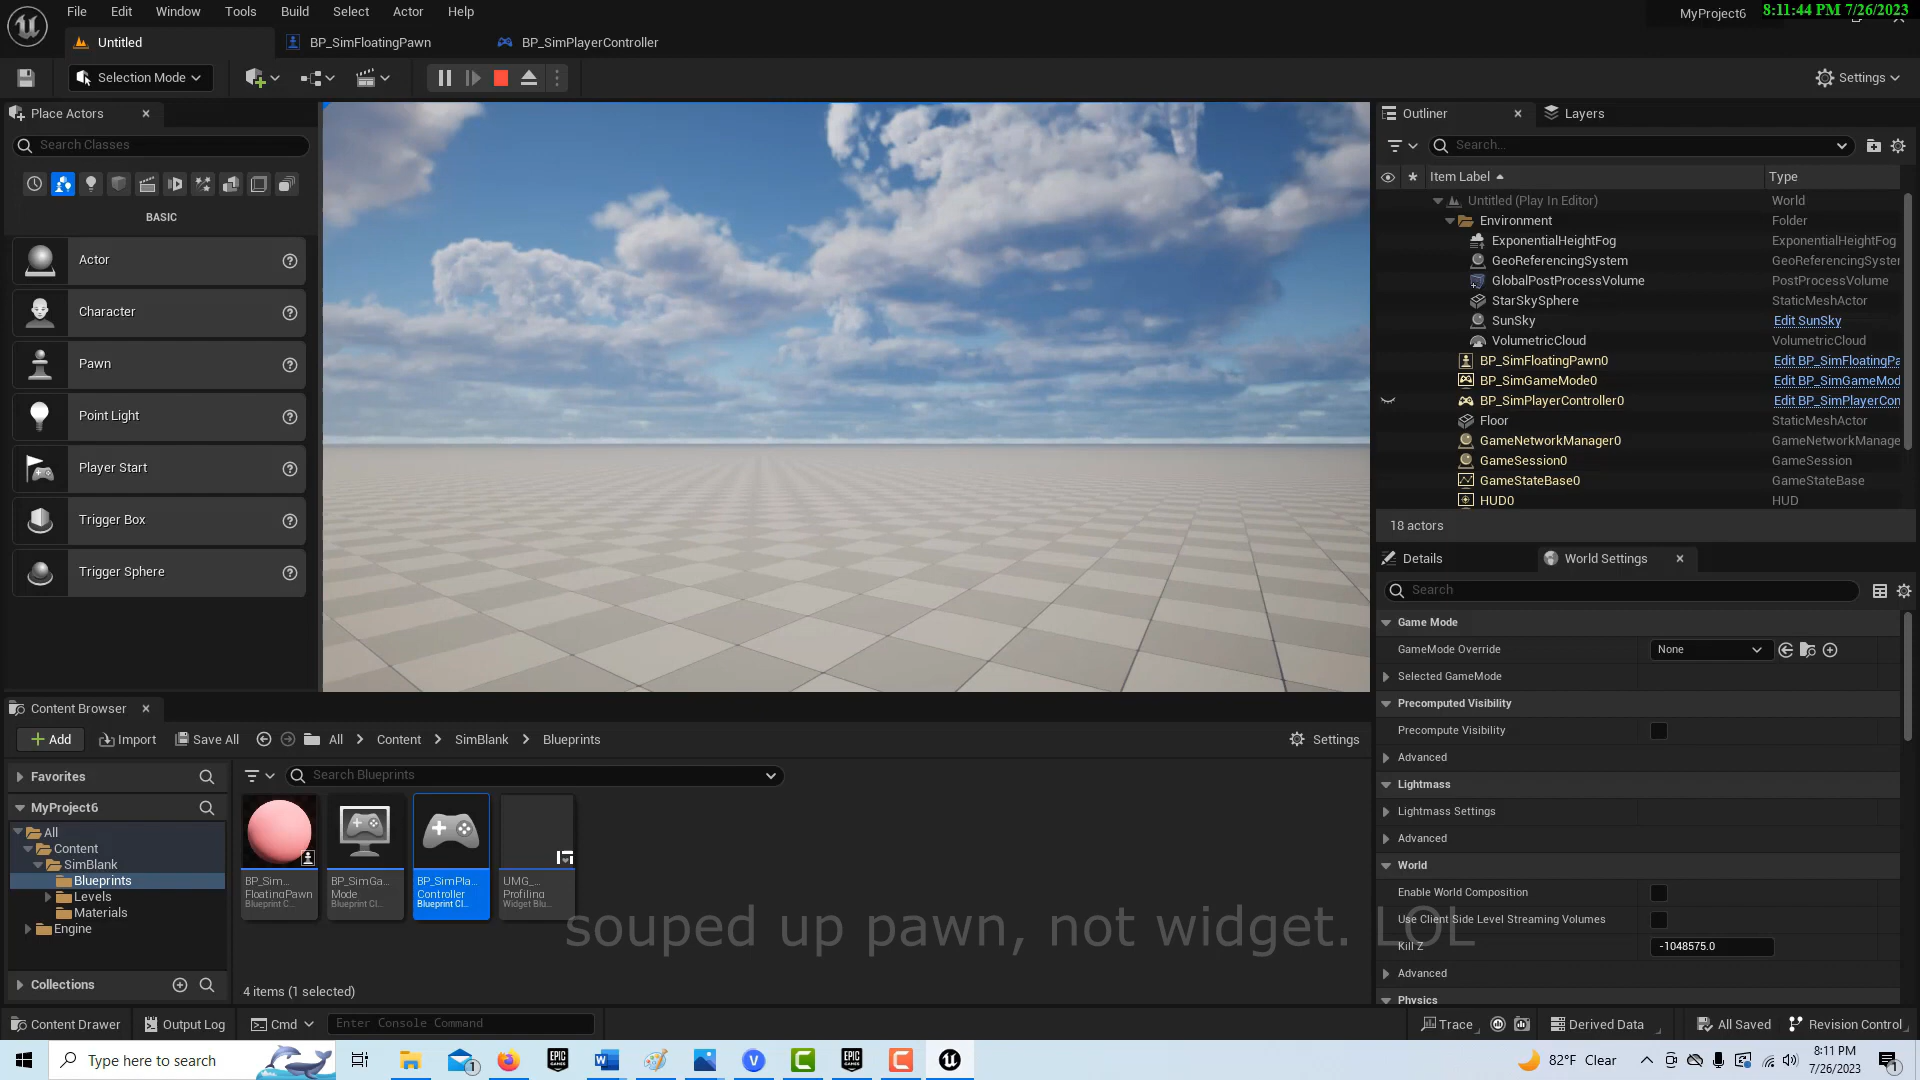 File Edit Window Tools Build Select Actor Help
MyProject6
8:11:44 PM 7/26/2023
Untitled
BP_SimFloatingPawn
BP_SimPlayerController
Selection Mode
Settings
Place Actors
Search Classes
BASIC
Actor
Character
Pawn
Point Light
Player Start
Trigger Box
Trigger Sphere
Outliner
Layers
Search...
Item Label Type
Untitled (Play In Editor) World
Environment Folder
ExponentialHeightFog ExponentialHeightFog
GeoReferencingSystem GeoReferencingSyster
GlobalPostProcessVolume PostProcessVolume
StarSkySphere StaticMeshActor
SunSky Edit SunSky
VolumetricCloud VolumetricCloud
BP_SimFloatingPawn0 Edit BP_SimFloatingPa
BP_SimGameMode0 Edit BP_SimGameMod
BP_SimPlayerController0 Edit BP_SimPlayerCon
Floor StaticMeshActor
GameNetworkManager0 GameNetworkManage
GameSession0 GameSession
GameStateBase0 GameStateBase
HUD0 HUD
18 actors
Details
World Settings
Search
Game Mode
GameMode Override None
Selected GameMode
Precomputed Visibility
Precompute Visibility
Advanced
Lightmass
Lightmass Settings
Advanced
World
Enable World Composition
Use Client Side Level Streaming Volumes
Kill Z -1048575.0
Advanced
Physics
Content Browser
Add Import Save All All Content SimBlank Blueprints Settings
Favorites
MyProject6
All
Content
SimBlank
Blueprints
Levels
Materials
Engine
Collections
Search Blueprints
BP_Sim...
FloatingPawn
Blueprint C...
BP_SimGa...
Mode
Blueprint Cl...
BP_SimPla...
Controller
Blueprint Cl...
UMG_...
Profiling
Widget Blu...
souped up pawn, not widget. LOL
4 items (1 selected)
Content Drawer Output Log Cmd Enter Console Command Trace Derived Data All Saved Revision Control
Type here to search
EPIC GAMES
EPIC GAMES
82°F Clear
8:11 PM
7/26/2023